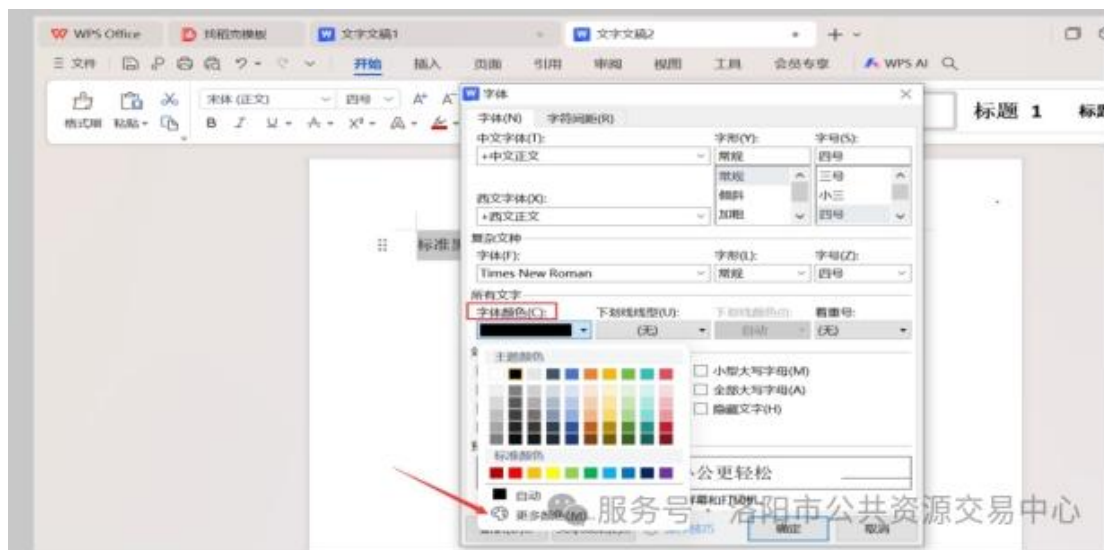 WPS Office 找稻壳模板 文字文稿1 文字文稿2
三 文件 开始 插入 页面 引用 审阅 视图 工具 会员专享 WPS AI
格式刷 粘贴 宋体 (正文) 四号 标题 1 标题
字体
字体(N) 字符间距(R)
中文字体(T): 字形(Y): 字号(S):
+中文正文 常规 四号
常规 三号
倾斜 小三
西文字体(X):
+西文正文 加粗 四号
复杂文种
字体(F): 字形(L): 字号(Z):
Times New Roman 常规 四号
所有文字
字体颜色(C): 下划线线型(U): 下划线颜色(I): 着重号:
(无) 自动 (无)
主题颜色
小型大写字母(M)
全部大写字母(A)
隐藏文字(H)
标准颜色
公更轻松
自动
更多颜色(M)...
操作技巧 确定 取消
标准
服务号 · 洛阳市公共资源交易中心